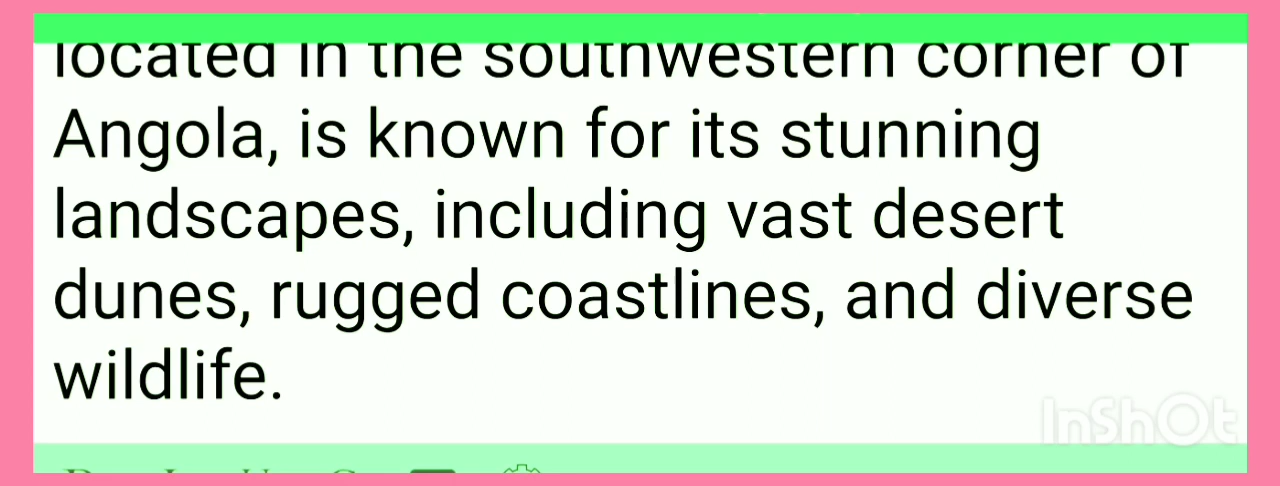 located in the southwestern corner of
Angola, is known for its stunning
landscapes, including vast desert
dunes, rugged coastlines, and diverse
wildlife.
InShOt